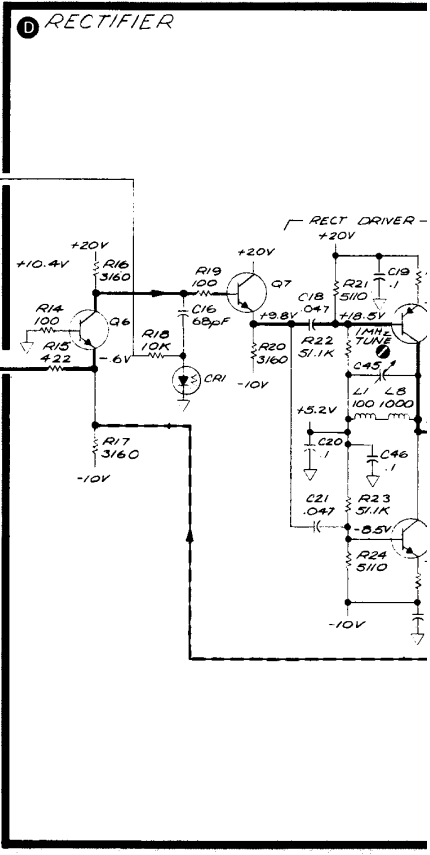 D RECTIFIER
RECT DRIVER
+20V
+20V
+10.4V
R16
3160
R19
100
+20V
Q7
C19
.1
R21
5110
R14
100
Q6
C16
68pF
+9.8V
C18
.047
+18.5V
R15
422
-.6V
R18
10K
R20
3160
R22
51.1K
1MHz
TUNE
CR1
-10V
C45
L1
100
L8
1000
+5.2V
R17
3160
C20
.1
C46
.1
-10V
C21
.047
R23
51.1K
-8.5V
R24
5110
-10V